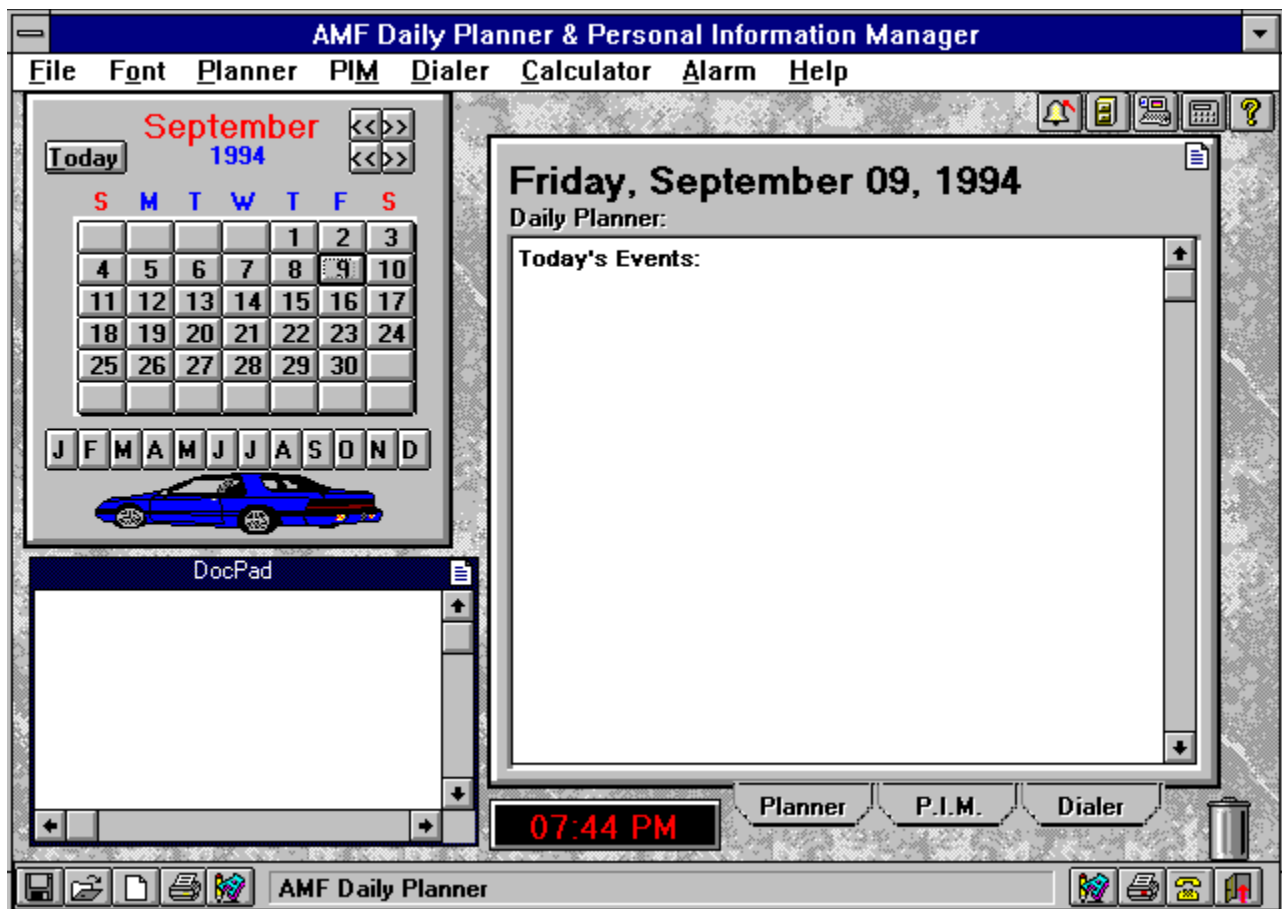 AMF Daily Planner & Personal Information Manager
File Font Planner PIM Dialer Calculator Alarm Help
September << >>
Today 1994 << >>
S M T W T F S
1 2 3
4 5 6 7 8 9 10
11 12 13 14 15 16 17
18 19 20 21 22 23 24
25 26 27 28 29 30
J F M A M J J A S O N D
DocPad
?
Friday, September 09, 1994
Daily Planner:
Today's Events:
Planner P.I.M. Dialer
07:44 PM
AMF Daily Planner